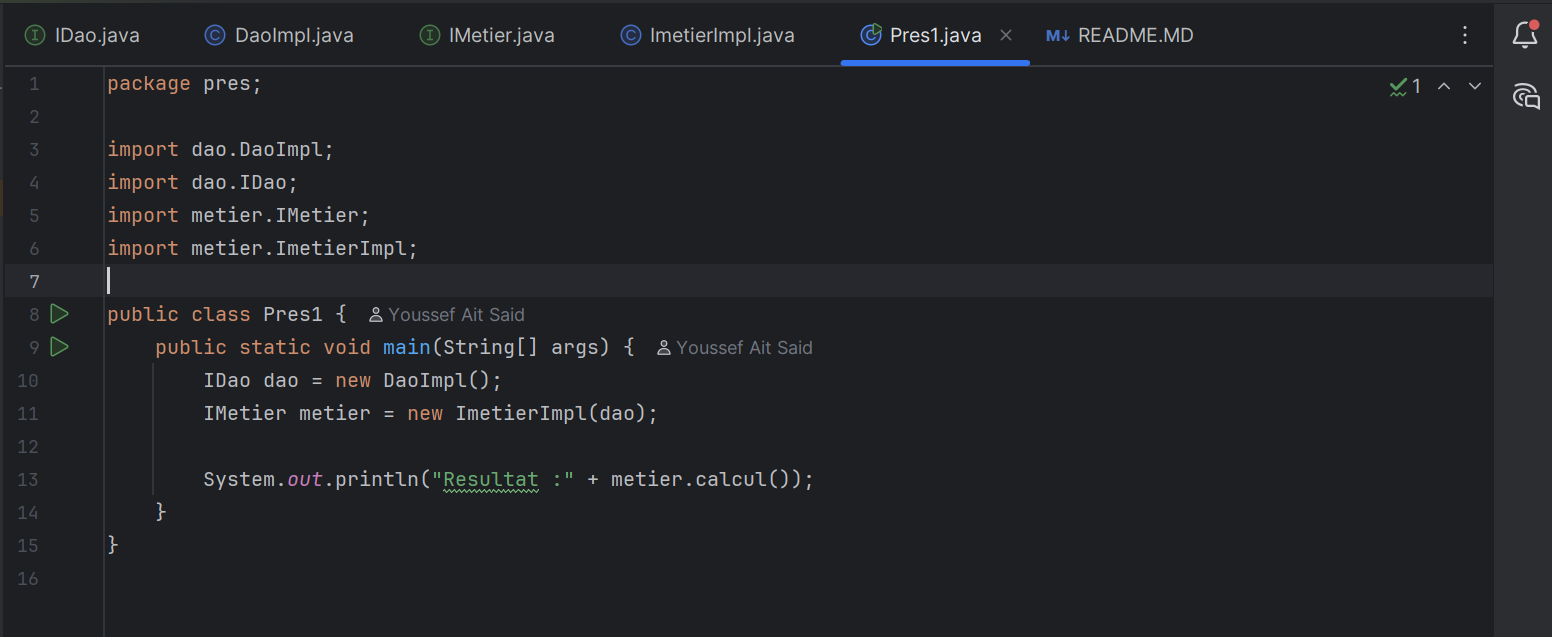 IDao.java DaoImpl.java IMetier.java ImetierImpl.java Pres1.java M↓ README.MD
1 package pres; 1
2
3 import dao.DaoImpl;
4 import dao.IDao;
5 import metier.IMetier;
6 import metier.ImetierImpl;
7
8 public class Pres1 { Youssef Ait Said
9 public static void main(String[] args) { Youssef Ait Said
10 IDao dao = new DaoImpl();
11 IMetier metier = new ImetierImpl(dao);
12
13 System.out.println("Resultat :" + metier.calcul());
14 }
15 }
16